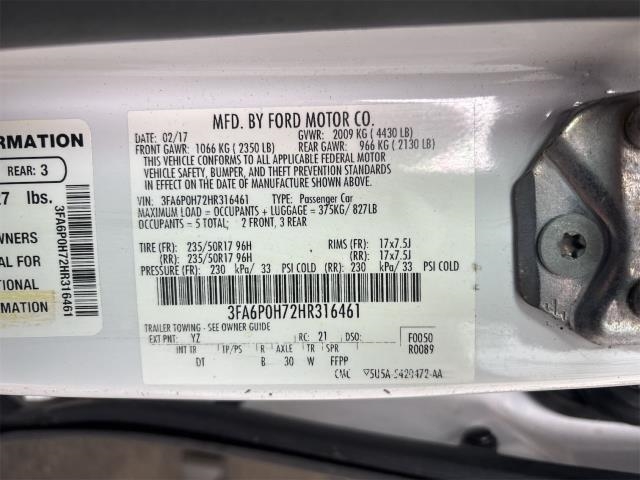 MFD. BY FORD MOTOR CO.
DATE: 02/17 GVWR: 2009 KG ( 4430 LB)
FRONT GAWR: 1066 KG ( 2350 LB) REAR GAWR: 966 KG ( 2130 LB)
THIS VEHICLE CONFORMS TO ALL APPLICABLE FEDERAL MOTOR
VEHICLE SAFETY, BUMPER, AND THEFT PREVENTION STANDARDS
IN EFFECT ON THE DATE OF MANUFACTURE SHOWN ABOVE.
VIN: 3FA6P0H72HR316461 TYPE: Passenger Car
MAXIMUM LOAD = OCCUPANTS + LUGGAGE = 375KG/ 827LB
OCCUPANTS: 5 TOTAL; 2 FRONT, 3 REAR
TIRE (FR): 235/50R17 96H RIMS (FR): 17x7.5J
(RR): 235/50R17 96H (RR): 17x7.5J
PRESSURE (FR): 230 kPa/ 33 PSI COLD (RR): 230 kPa/ 33 PSI COLD
3FA6P0H72HR316461
TRAILER TOWING - SEE OWNER GUIDE
EXT PNT: YZ RC: 21 DSO: F0050
R0089
INT TR TP/PS R AXLE TR SPR
DT B 30 W FFPP
REAR: 3
lbs.
WNERS
AL FOR
TIONAL
RMATION
3FA6P0H72HR316461